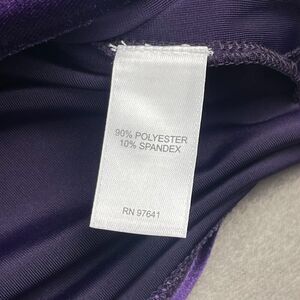 90% POLYESTER
10% SPANDEX
RN 97641